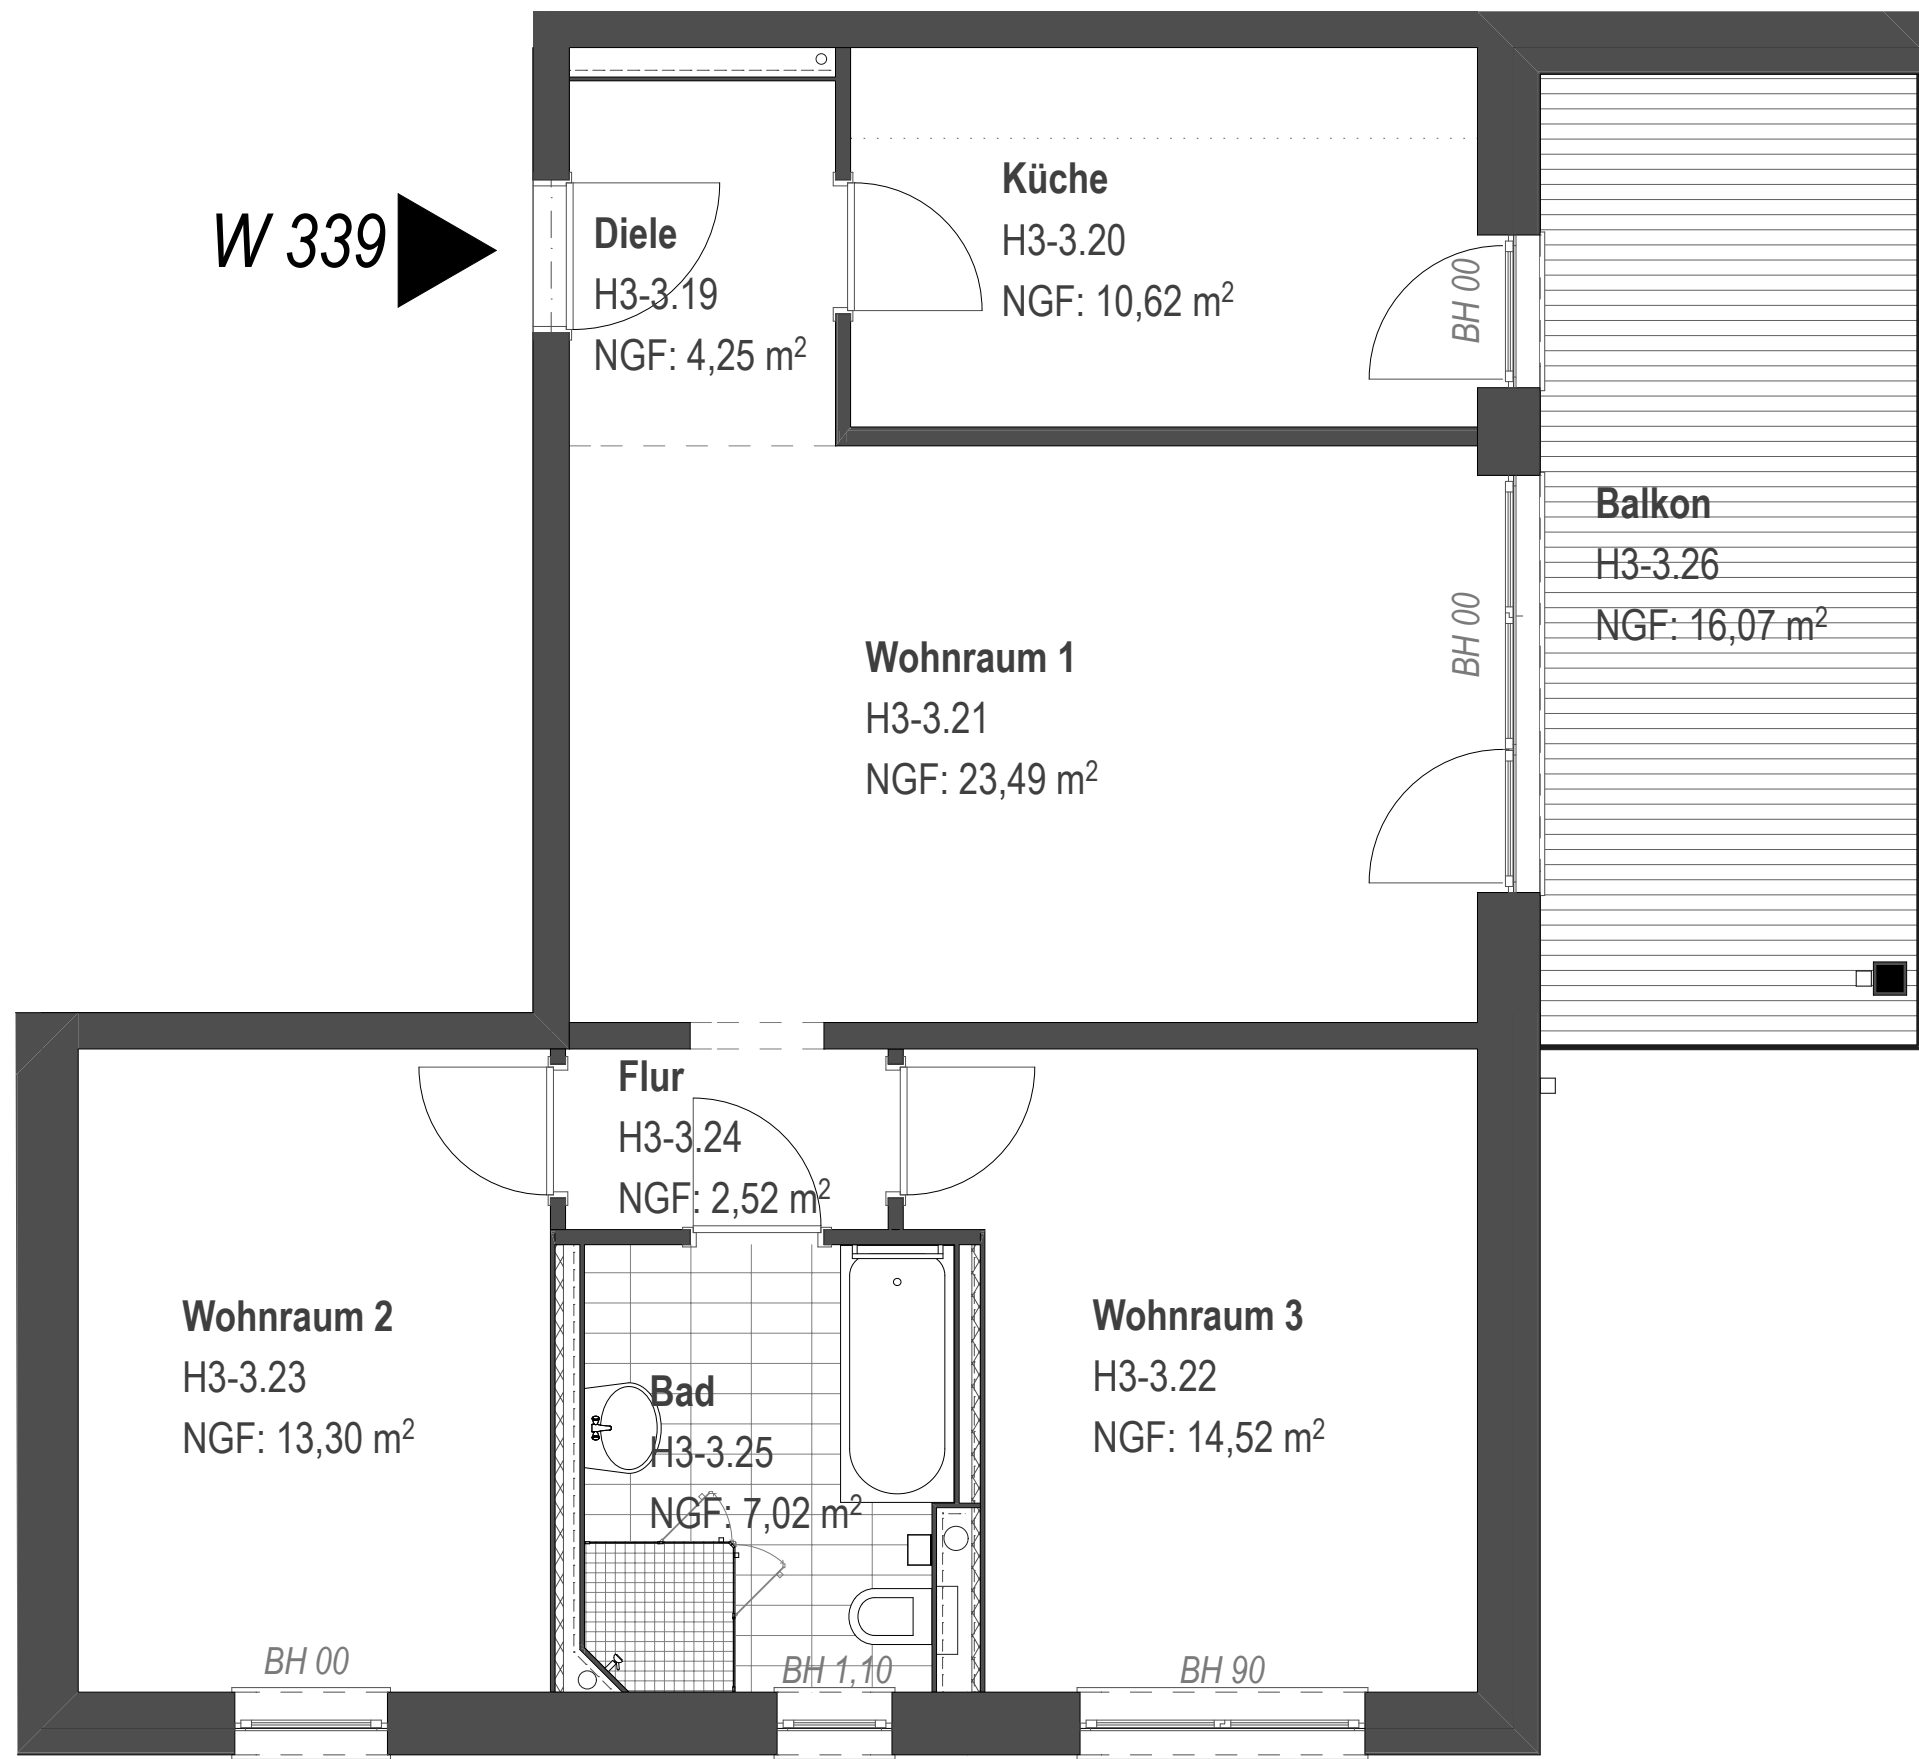 W 339
Diele
H3-3.19
NGF: 4,25 m²
Küche
H3-3.20
NGF: 10,62 m²
BH 00
Balkon
H3-3.26
NGF: 16,07 m²
BH 00
Wohnraum 1
H3-3.21
NGF: 23,49 m²
Flur
H3-3.24
NGF: 2,52 m²
Wohnraum 2
H3-3.23
NGF: 13,30 m²
Bad
H3-3.25
NGF: 7,02 m²
Wohnraum 3
H3-3.22
NGF: 14,52 m²
BH 00
BH 1,10
BH 90